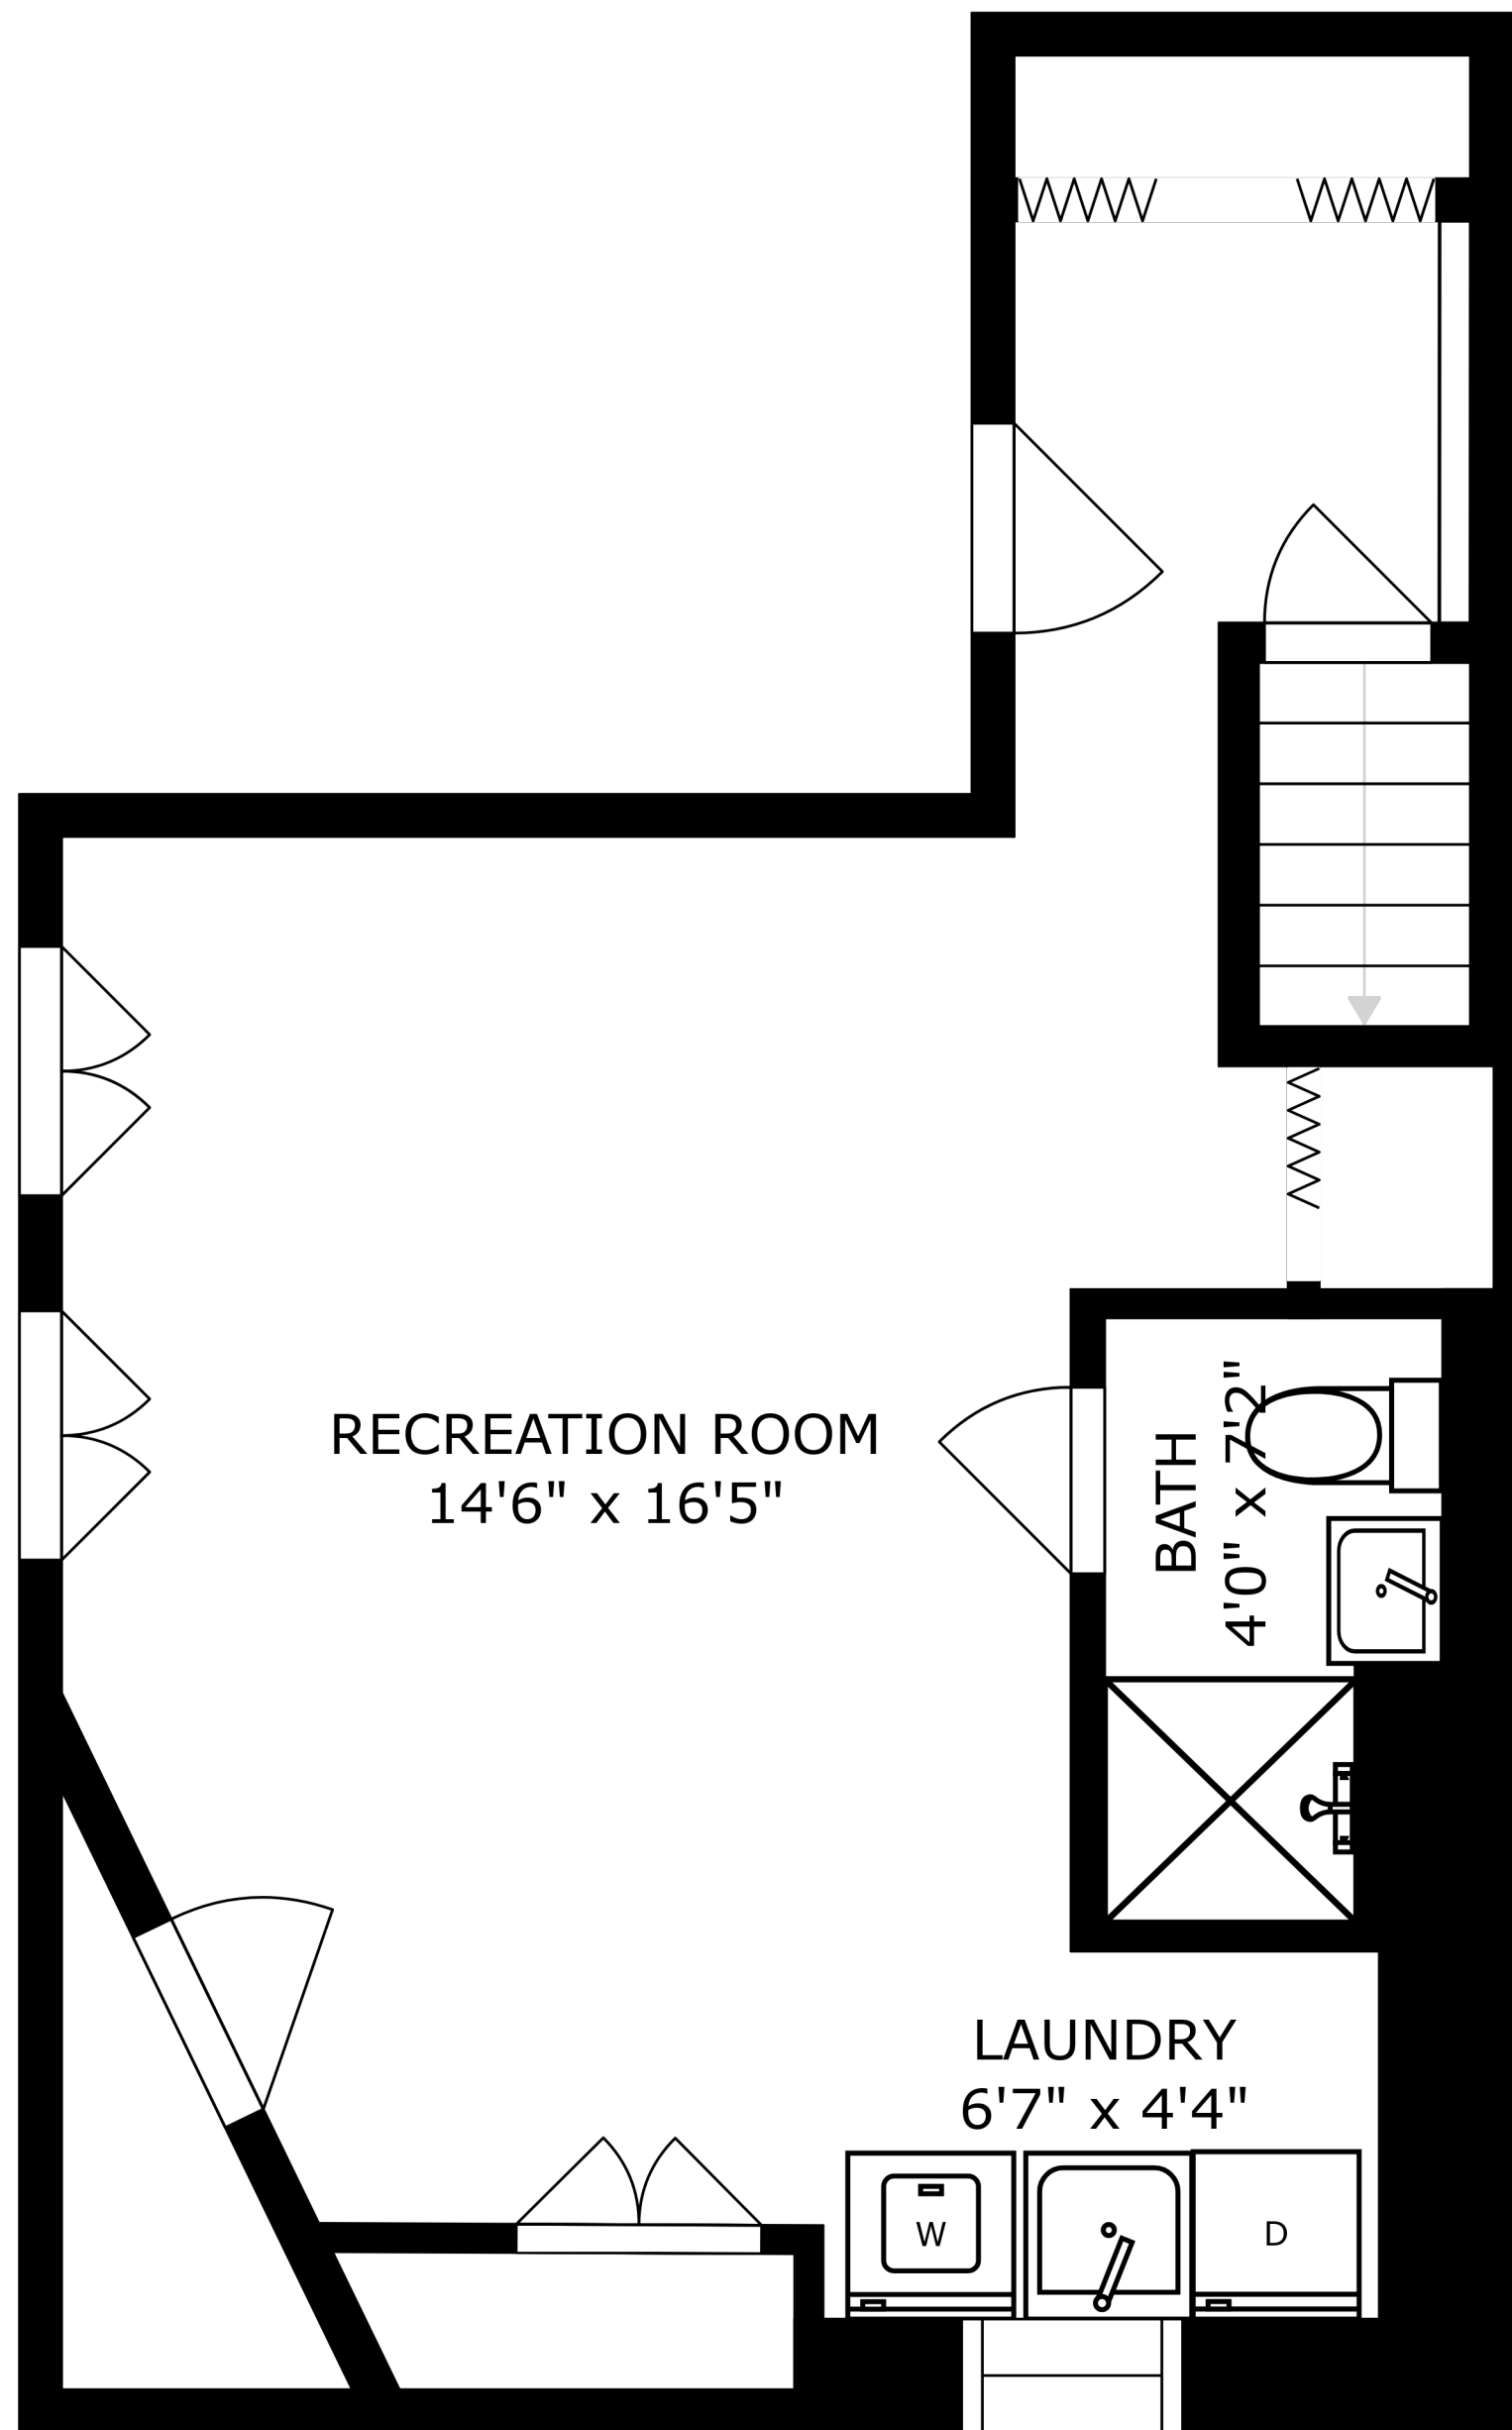 RECREATION ROOM
14'6" x 16'5"
BATH
4'0" x 7'2"
LAUNDRY
6'7" x 4'4"
W
D